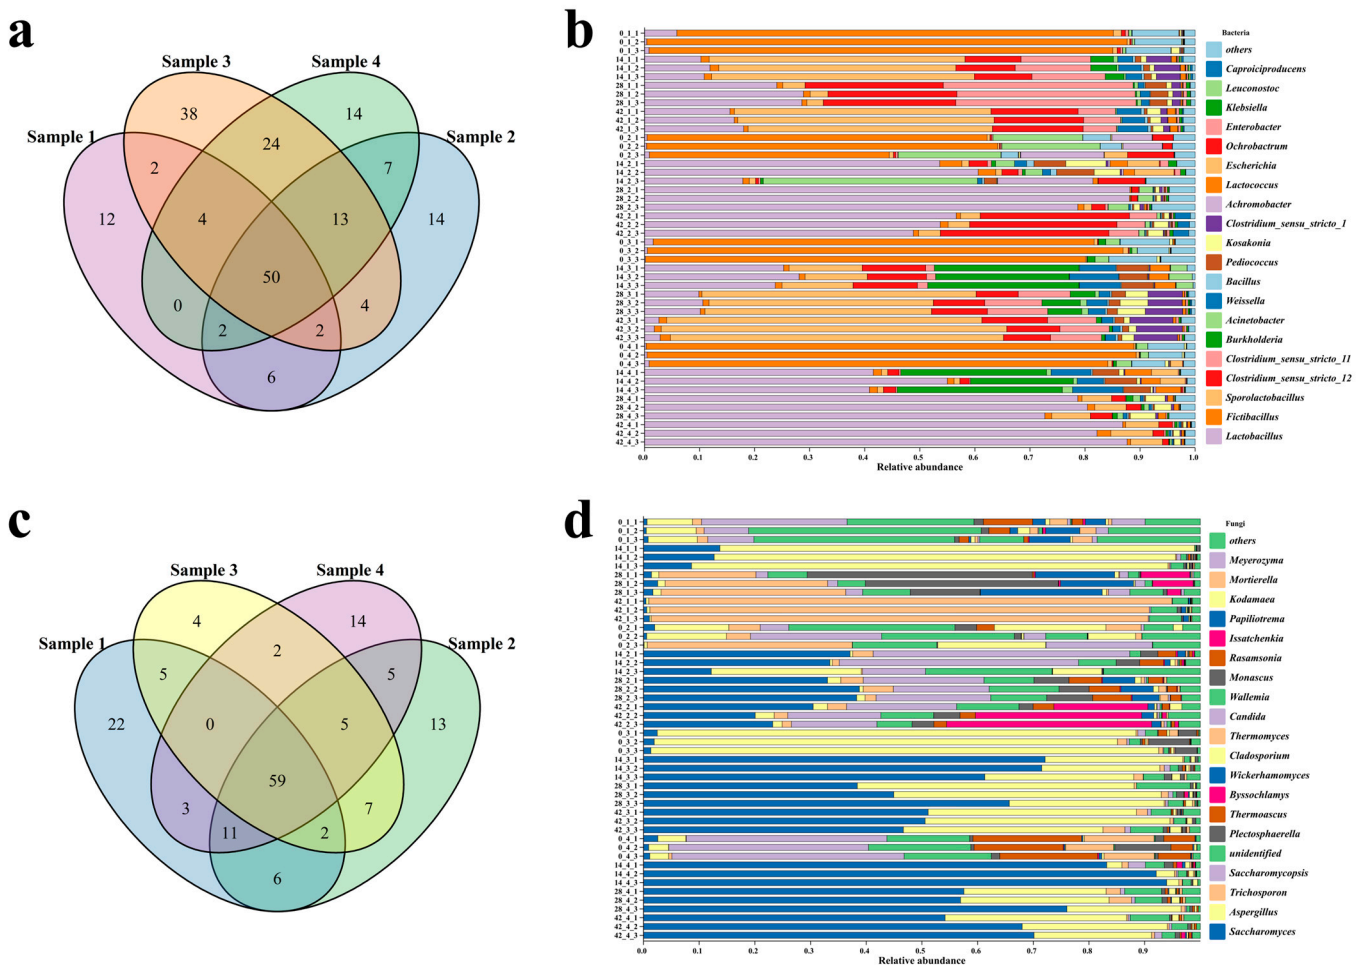 a
Sample 3
Sample 4
Sample 1
Sample 2
38
24
14
2
7
12
4
13
14
50
0
2
2
4
6
b
0_1_1
0_1_2
0_1_3
14_1_1
14_1_2
14_1_3
28_1_1
28_1_2
28_1_3
42_1_1
42_1_2
42_1_3
0_2_1
0_2_2
0_2_3
14_2_1
14_2_2
14_2_3
28_2_1
28_2_2
28_2_3
42_2_1
42_2_2
42_2_3
0_3_1
0_3_2
0_3_3
14_3_1
14_3_2
14_3_3
28_3_1
28_3_2
28_3_3
42_3_1
42_3_2
42_3_3
0_4_1
0_4_2
0_4_3
14_4_1
14_4_2
14_4_3
28_4_1
28_4_2
28_4_3
42_4_1
42_4_2
42_4_3
0.0 0.1 0.2 0.3 0.4 0.5 0.6 0.7 0.8 0.9 1.0
Relative abundance
Bacteria
others
Caproiciproducens
Leuconostoc
Klebsiella
Enterobacter
Ochrobactrum
Escherichia
Lactococcus
Achromobacter
Clostridium_sensu_stricto_1
Kosakonia
Pediococcus
Bacillus
Weissella
Acinetobacter
Burkholderia
Clostridium_sensu_stricto_11
Clostridium_sensu_stricto_12
Sporolactobacillus
Fictibacillus
Lactobacillus
c
Sample 3
Sample 4
Sample 1
Sample 2
4
2
14
5
5
22
0
5
13
59
3
11
2
7
6
d
0_1_1
0_1_2
0_1_3
14_1_1
14_1_2
14_1_3
28_1_1
28_1_2
28_1_3
42_1_1
42_1_2
42_1_3
0_2_1
0_2_2
0_2_3
14_2_1
14_2_2
14_2_3
28_2_1
28_2_2
28_2_3
42_2_1
42_2_2
42_2_3
0_3_1
0_3_2
0_3_3
14_3_1
14_3_2
14_3_3
28_3_1
28_3_2
28_3_3
42_3_1
42_3_2
42_3_3
0_4_1
0_4_2
0_4_3
14_4_1
14_4_2
14_4_3
28_4_1
28_4_2
28_4_3
42_4_1
42_4_2
42_4_3
0.0 0.1 0.2 0.3 0.4 0.5 0.6 0.7 0.8 0.9
Relative abundance
Fungi
others
Meyerozyma
Mortierella
Kodamaea
Papiliotrema
Issatchenkia
Rasamsonia
Monascus
Wallemia
Candida
Thermomyces
Cladosporium
Wickerhamomyces
Byssochlamys
Thermoascus
Plectosphaerella
unidentified
Saccharomycopsis
Trichosporon
Aspergillus
Saccharomyces